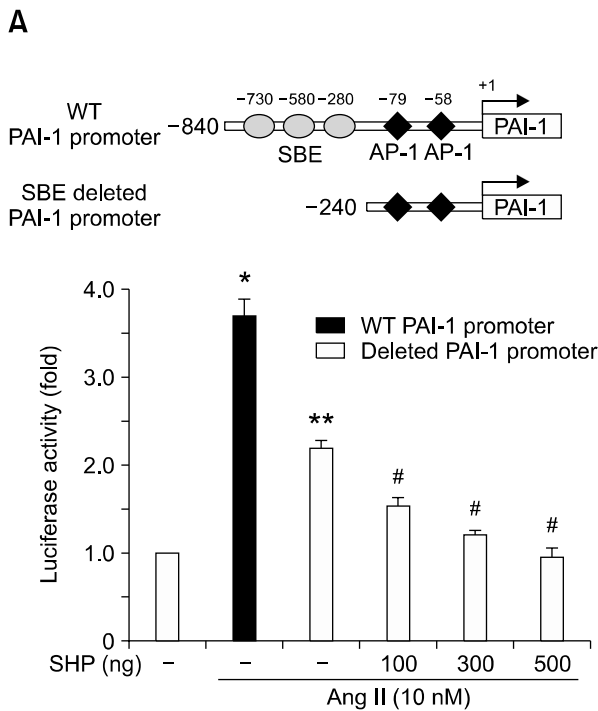 A
−730 −580 −280 −79 −58 +1
WT
PAI-1 promoter
−840
PAI-1
SBE
AP-1 AP-1
SBE deleted
PAI-1 promoter
−240
PAI-1
Luciferase activity (fold)
4.0
3.0
2.0
1.0
0
*
**
#
#
#
WT PAI-1 promoter
Deleted PAI-1 promoter
SHP (ng) − − − 100 300 500
Ang II (10 nM)